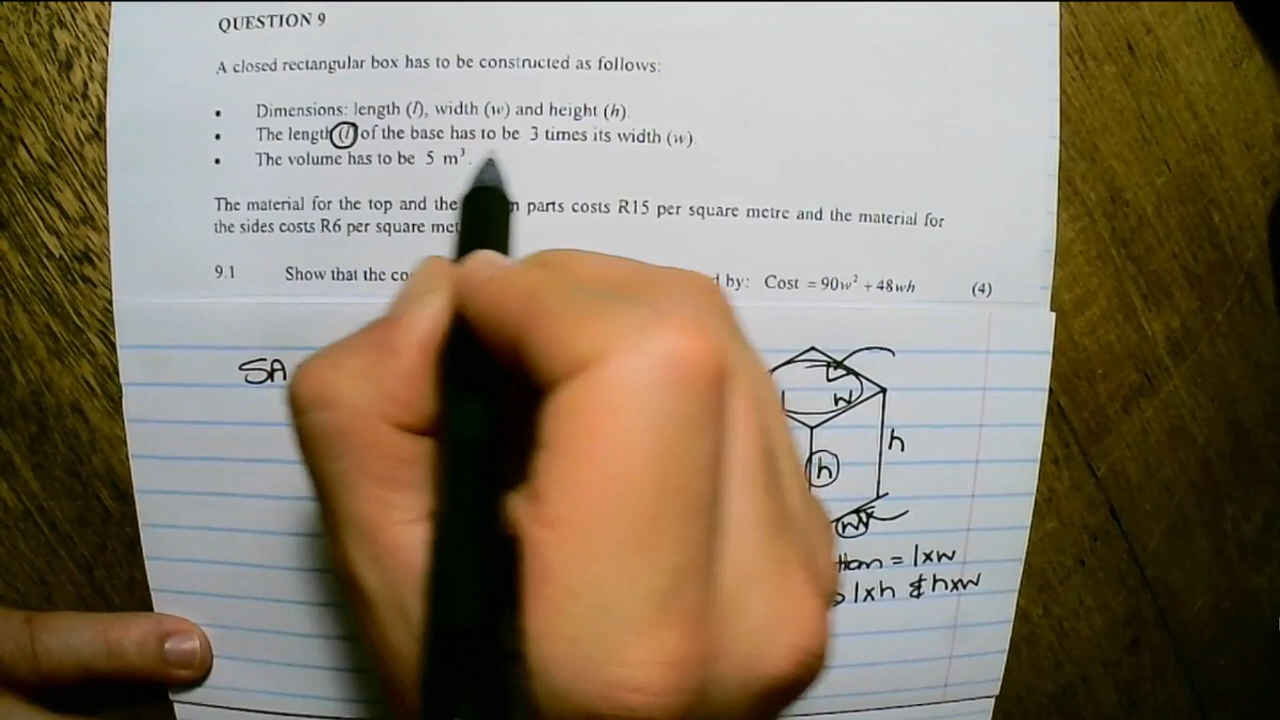 QUESTION 9
A closed rectangular box has to be constructed as follows:
• Dimensions: length (l), width (w) and height (h).
• The length (l) of the base has to be 3 times its width (w).
• The volume has to be 5 m³.
The material for the top and the parts costs R15 per square metre and the material for
the sides costs R6 per square
9.1 Show that the by: Cost = 90w² + 48wh (4)
SA
w
h
h
= l×w
l×h & h×w